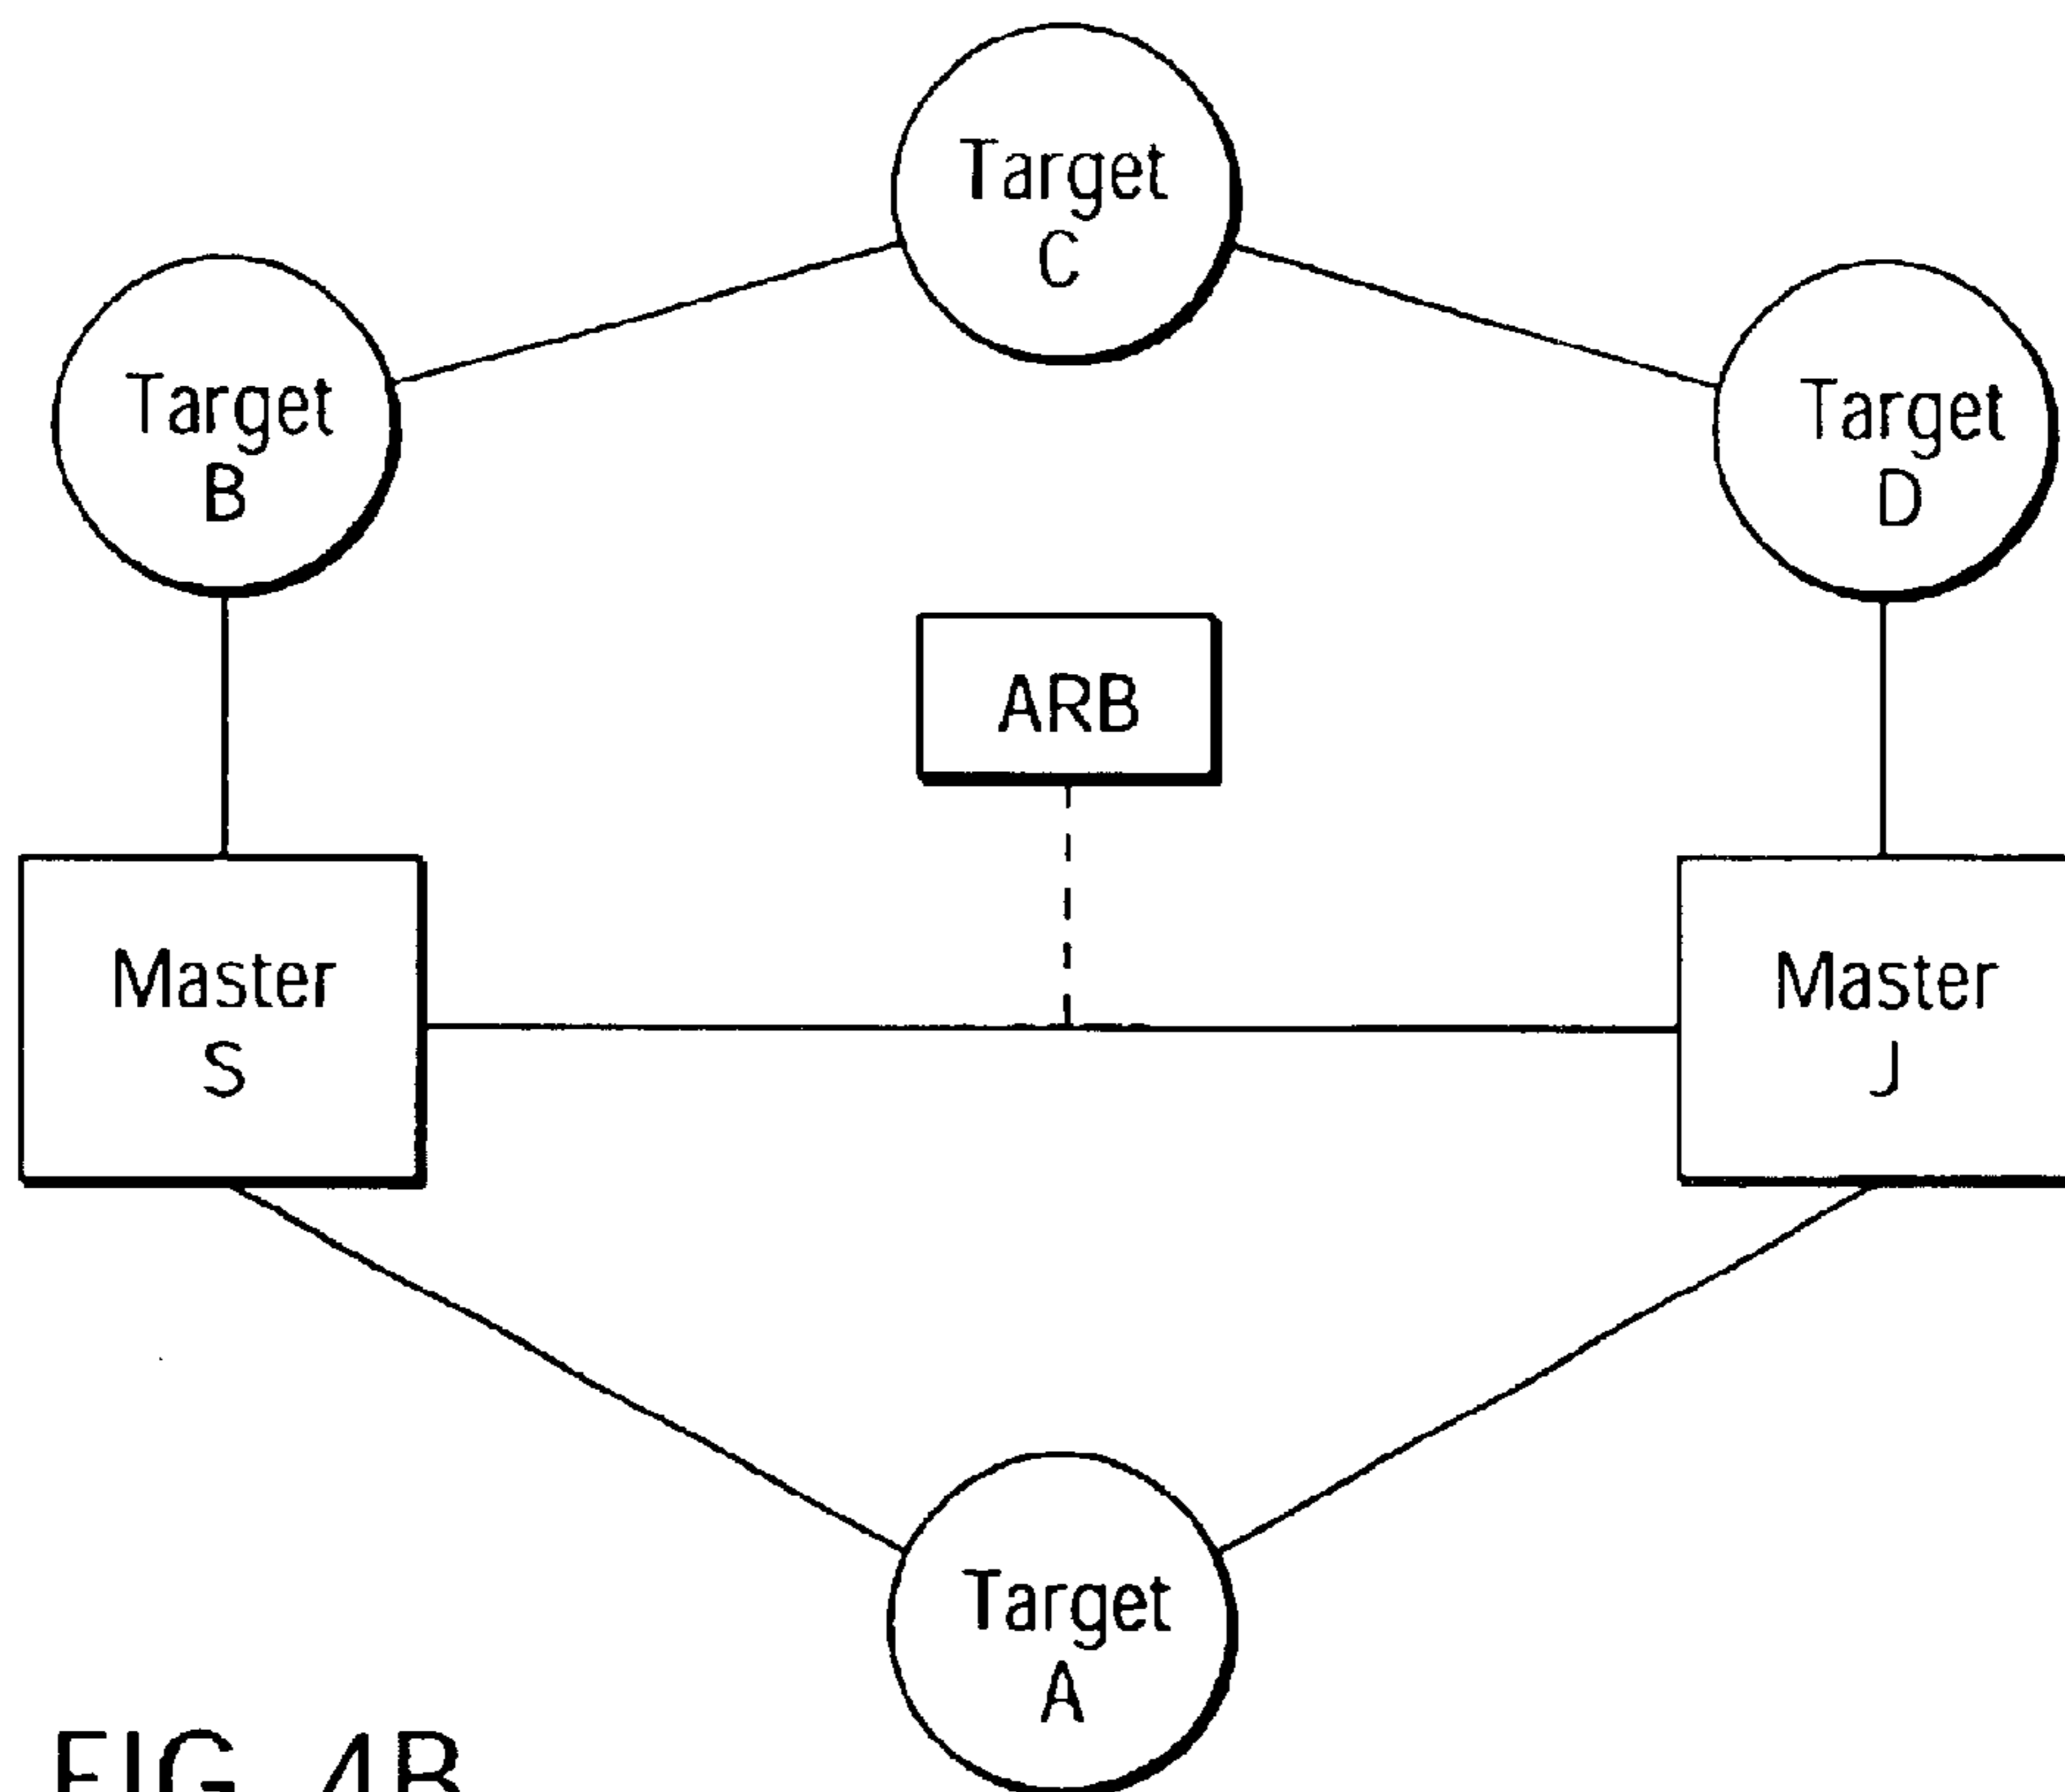 Target
C
Target
B
Target
D
ARB
Master
S
Master
J
Target
A
FIG. 4B